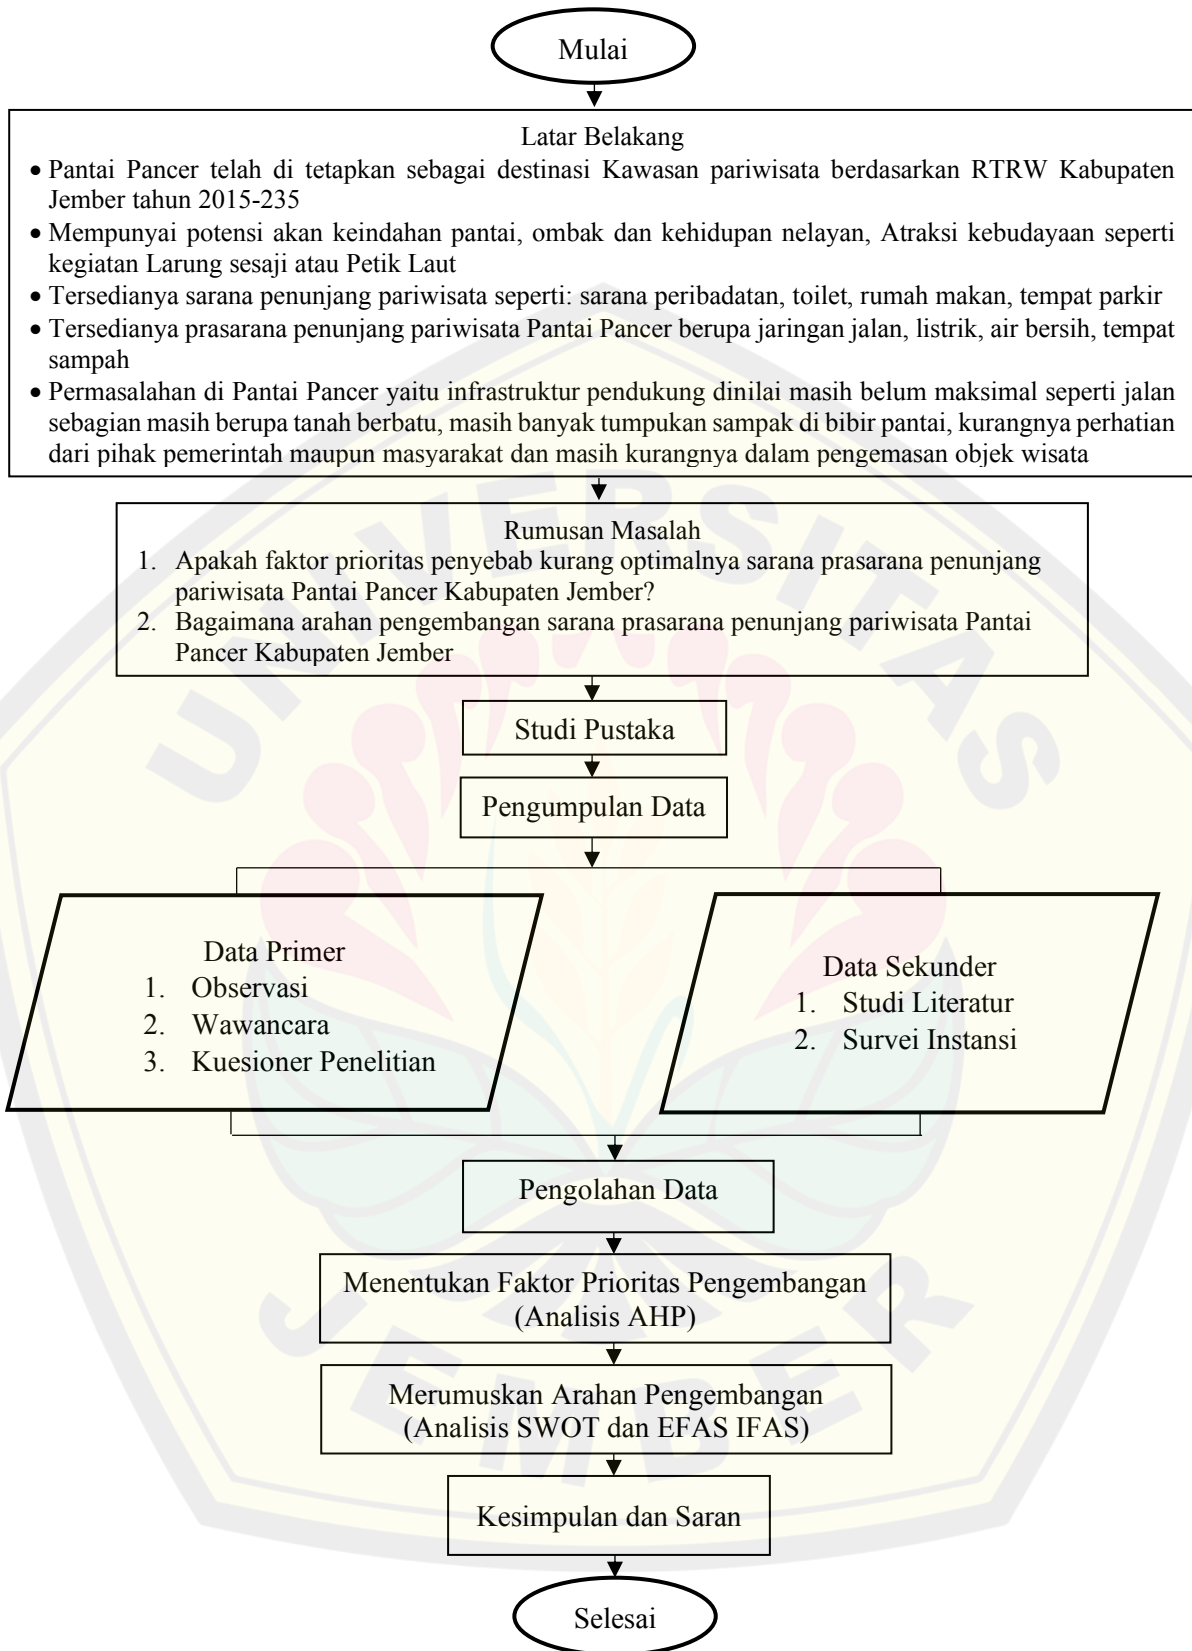 Mulai
Latar Belakang
• Pantai Pancer telah di tetapkan sebagai destinasi Kawasan pariwisata berdasarkan RTRW Kabupaten
Jember tahun 2015-235
• Mempunyai potensi akan keindahan pantai, ombak dan kehidupan nelayan, Atraksi kebudayaan seperti
kegiatan Larung sesaji atau Petik Laut
• Tersedianya sarana penunjang pariwisata seperti: sarana peribadatan, toilet, rumah makan, tempat parkir
• Tersedianya prasarana penunjang pariwisata Pantai Pancer berupa jaringan jalan, listrik, air bersih, tempat
sampah
• Permasalahan di Pantai Pancer yaitu infrastruktur pendukung dinilai masih belum maksimal seperti jalan
sebagian masih berupa tanah berbatu, masih banyak tumpukan sampak di bibir pantai, kurangnya perhatian
dari pihak pemerintah maupun masyarakat dan masih kurangnya dalam pengemasan objek wisata
Rumusan Masalah
1. Apakah faktor prioritas penyebab kurang optimalnya sarana prasarana penunjang
pariwisata Pantai Pancer Kabupaten Jember?
2. Bagaimana arahan pengembangan sarana prasarana penunjang pariwisata Pantai
Pancer Kabupaten Jember
Studi Pustaka
Pengumpulan Data
Data Primer
1. Observasi
2. Wawancara
3. Kuesioner Penelitian
Data Sekunder
1. Studi Literatur
2. Survei Instansi
Pengolahan Data
Menentukan Faktor Prioritas Pengembangan
(Analisis AHP)
Merumuskan Arahan Pengembangan
(Analisis SWOT dan EFAS IFAS)
Kesimpulan dan Saran
Selesai
UNIVERSITAS
JEMBER